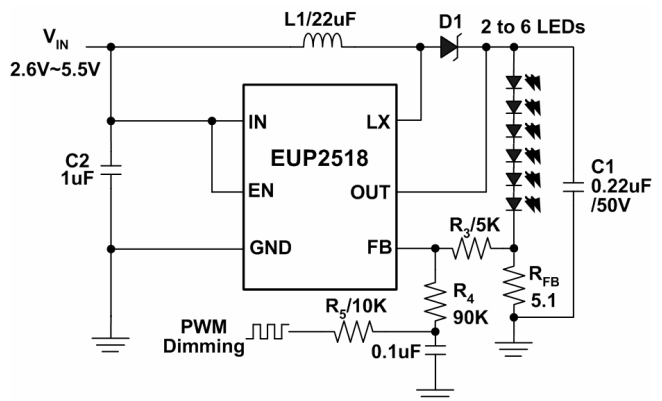 L1/22uF
D1
2 to 6 LEDs
V_IN
2.6V~5.5V
IN
LX
EUP2518
C2
1uF
EN
OUT
C1
0.22uF
/50V
GND
FB
R3/5K
RFB
5.1
R4
90K
R5/10K
PWM
Dimming
0.1uF